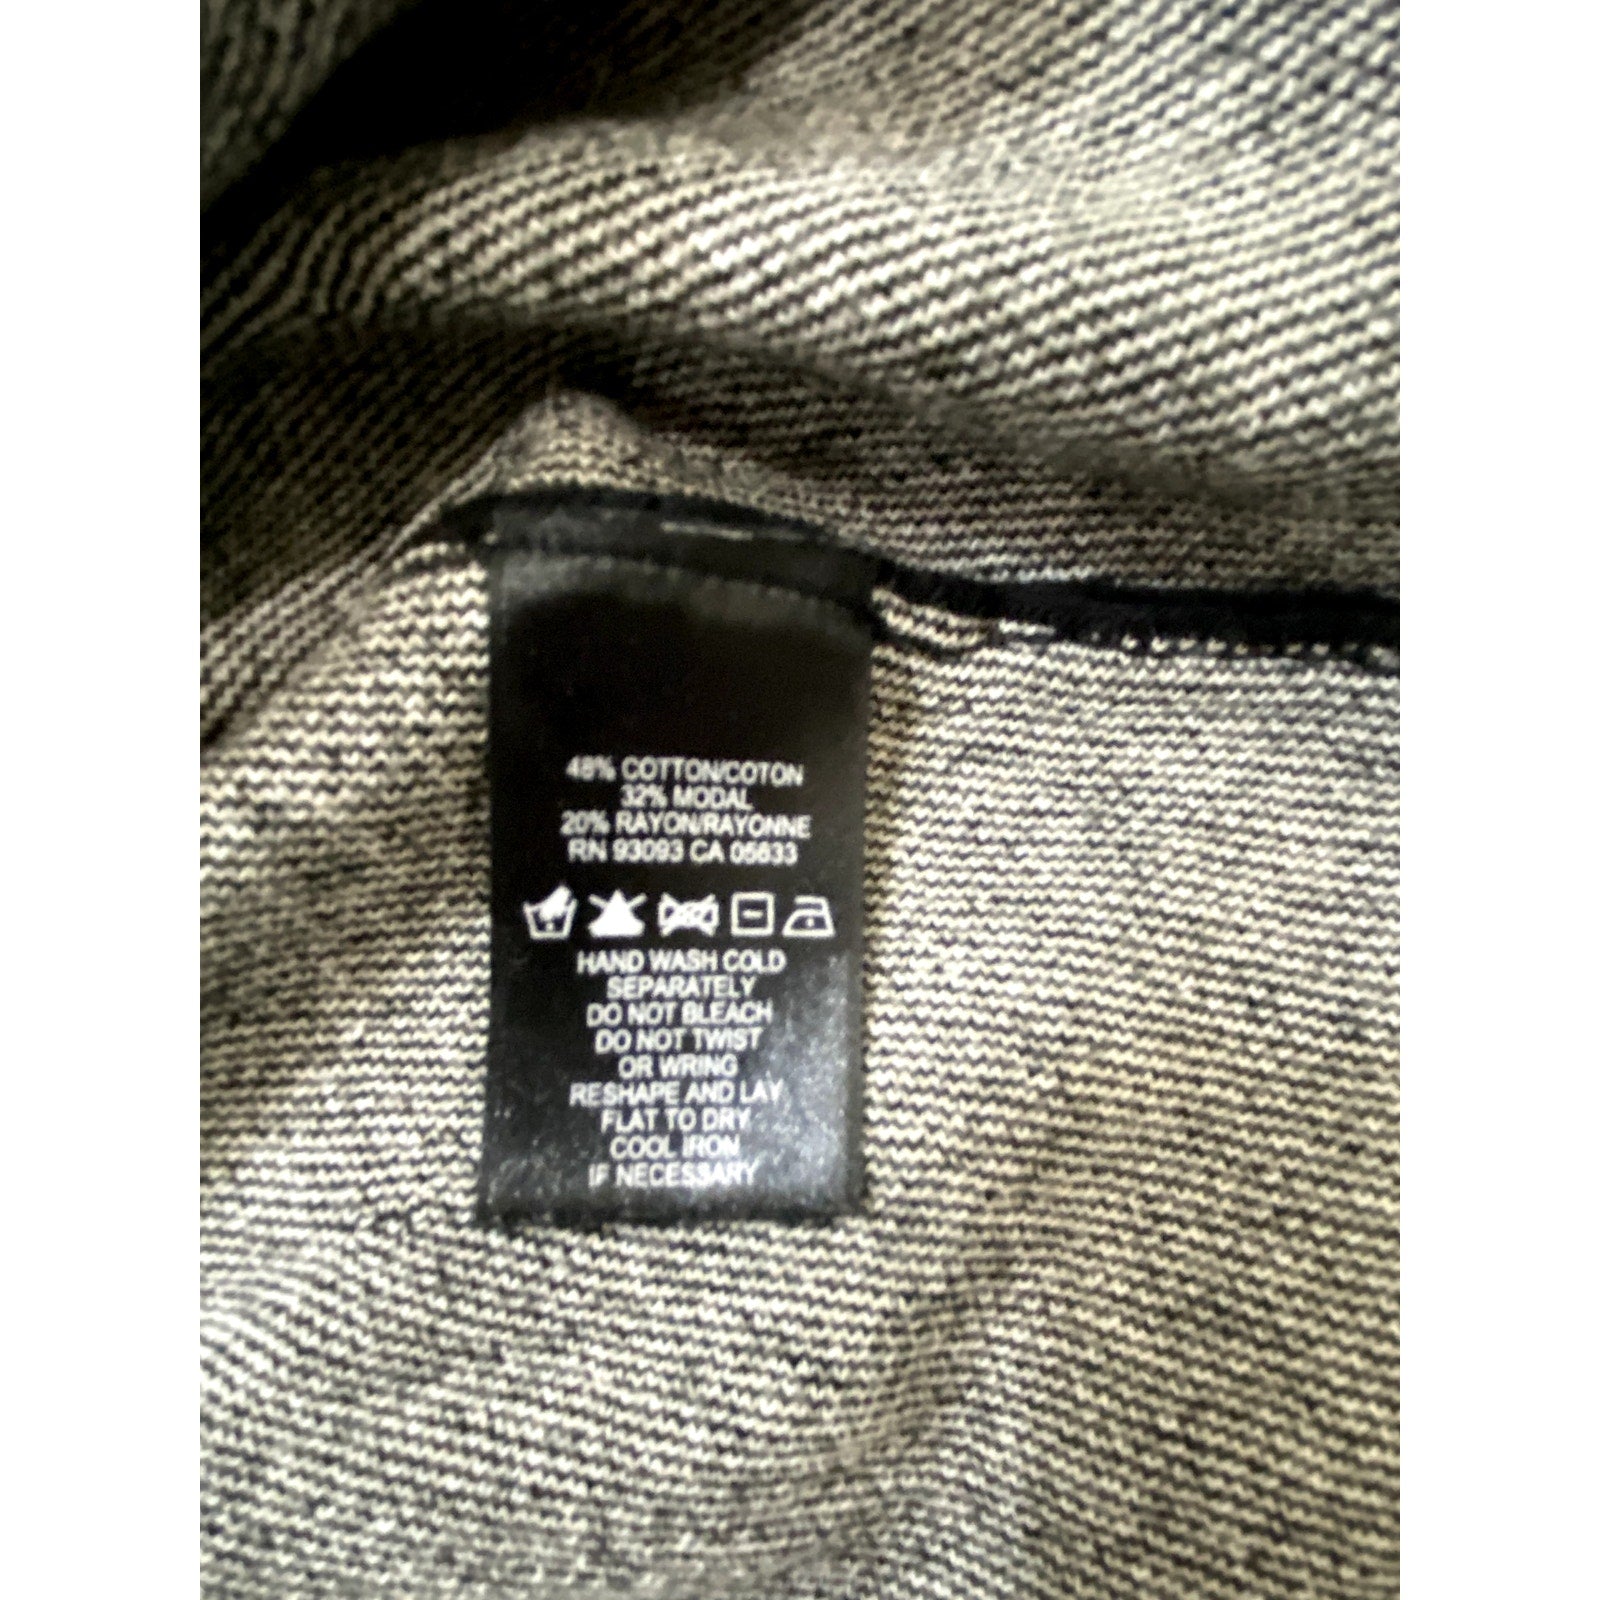 48% COTTON/COTON
32% MODAL
20% RAYON/RAYONNE
RN 93093 CA 05633
HAND WASH COLD
SEPARATELY
DO NOT BLEACH
DO NOT TWIST
OR WRING
RESHAPE AND LAY
FLAT TO DRY
COOL IRON
IF NECESSARY